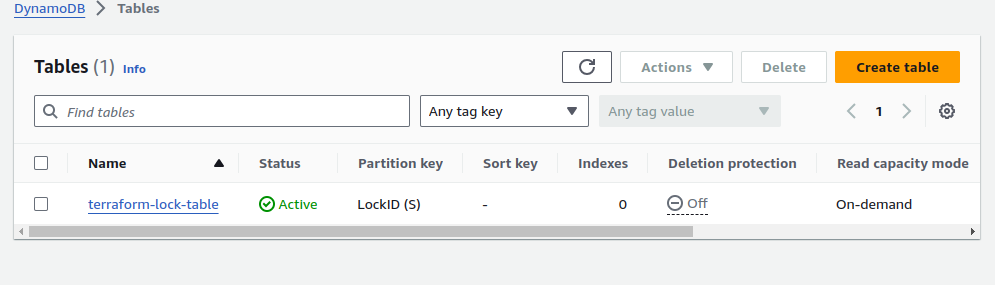 DynamoDB > Tables
Tables (1) Info Actions Delete Create table
Find tables Any tag key Any tag value 1
Name Status Partition key Sort key Indexes Deletion protection Read capacity mode
terraform-lock-table Active LockID (S) - 0 Off On-demand